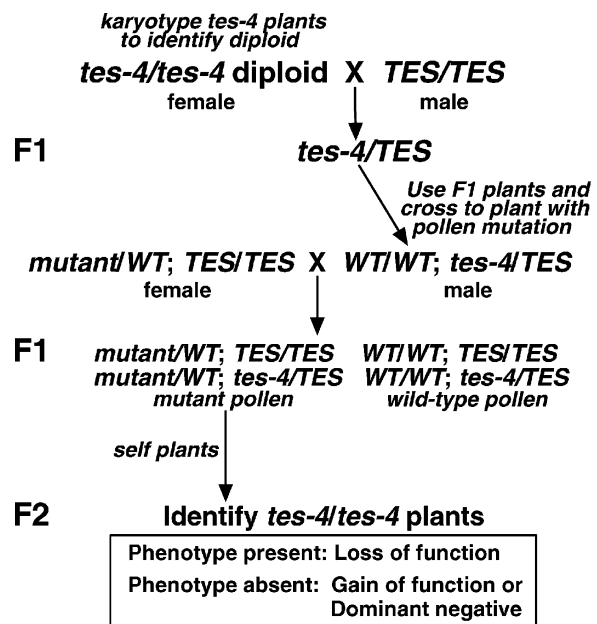 karyotype tes-4 plants
to identify diploid
tes-4/tes-4 diploid X TES/TES
female male
F1 tes-4/TES
Use F1 plants and
cross to plant with
pollen mutation
mutant/WT; TES/TES X WT/WT; tes-4/TES
female male
F1 mutant/WT; TES/TES WT/WT; TES/TES
mutant/WT; tes-4/TES WT/WT; tes-4/TES
mutant pollen wild-type pollen
self plants
F2 Identify tes-4/tes-4 plants
Phenotype present: Loss of function
Phenotype absent: Gain of function or
Dominant negative